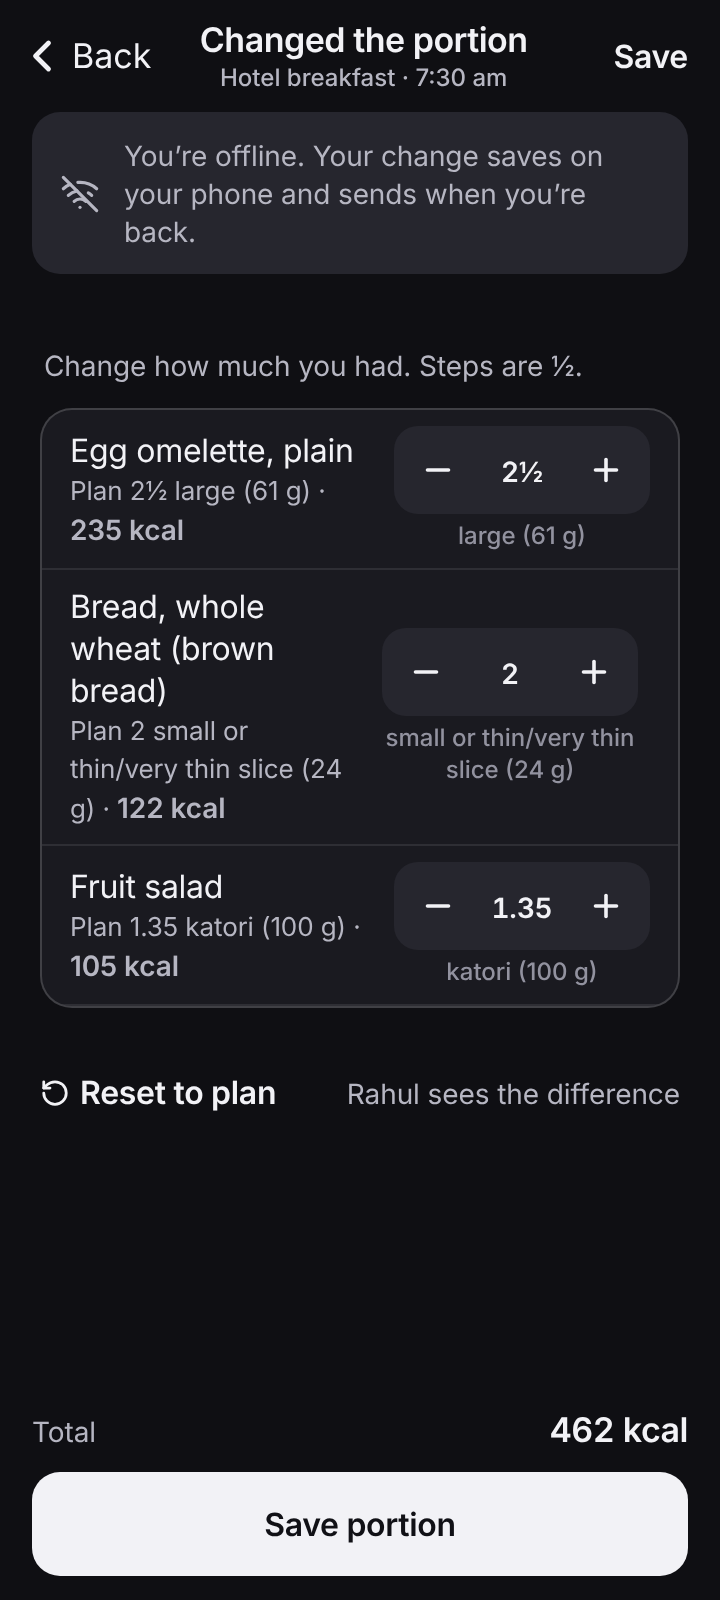 Back
Changed the portion
Hotel breakfast · 7:30 am
Save
You’re offline. Your change saves on
your phone and sends when you’re
back.
Change how much you had. Steps are ½.
Egg omelette, plain
Plan 2½ large (61 g) ·
235 kcal
− 2½ +
large (61 g)
Bread, whole
wheat (brown
bread)
Plan 2 small or
thin/very thin slice (24
g) · 122 kcal
− 2 +
small or thin/very thin
slice (24 g)
Fruit salad
Plan 1.35 katori (100 g) ·
105 kcal
− 1.35 +
katori (100 g)
Reset to plan
Rahul sees the difference
Total
462 kcal
Save portion